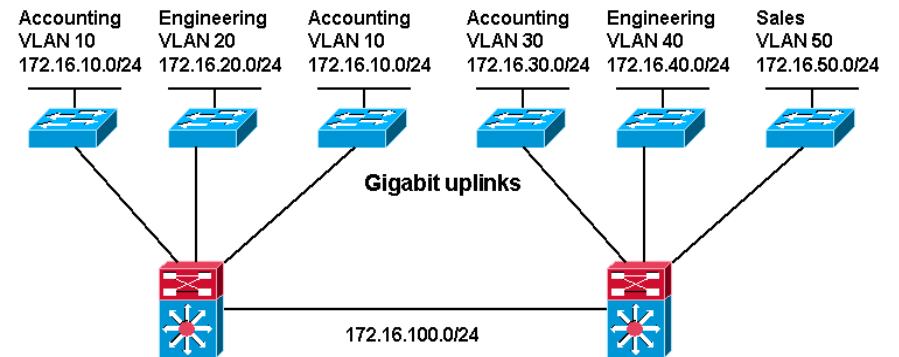 Accounting
VLAN 10
172.16.10.0/24
Engineering
VLAN 20
172.16.20.0/24
Accounting
VLAN 10
172.16.10.0/24
Accounting
VLAN 30
172.16.30.0/24
Engineering
VLAN 40
172.16.40.0/24
Sales
VLAN 50
172.16.50.0/24
Gigabit uplinks
172.16.100.0/24